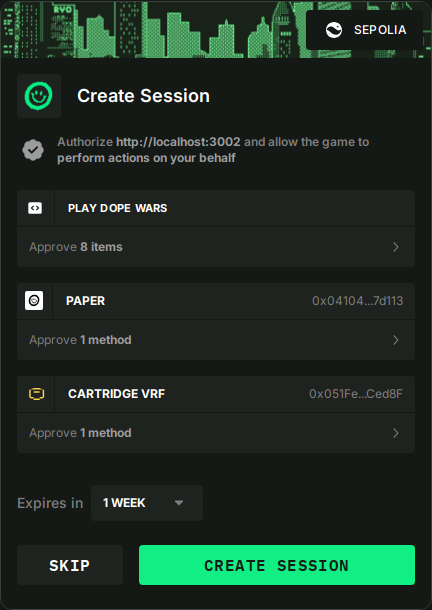 RYO
SEPOLIA
Create Session
Authorize http://localhost:3002 and allow the game to
perform actions on your behalf
PLAY DOPE WARS
Approve 8 items
PAPER 0x04104...7d113
Approve 1 method
CARTRIDGE VRF 0x051Fe...Ced8F
Approve 1 method
Expires in 1 WEEK
SKIP CREATE SESSION